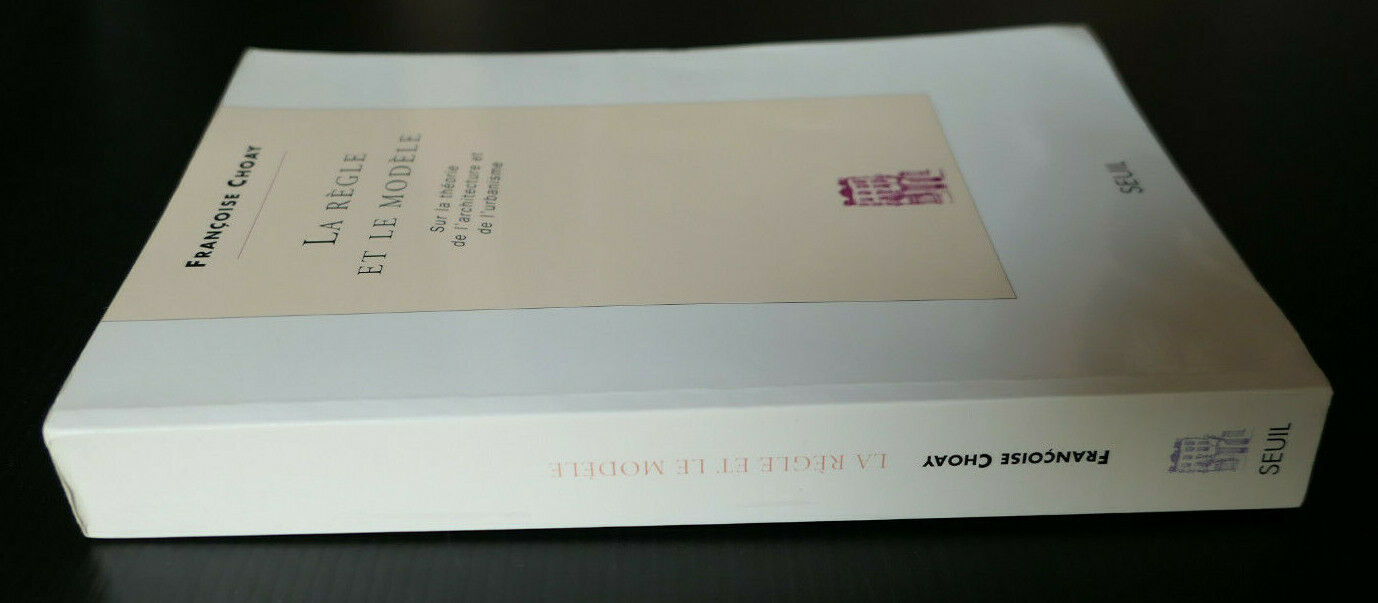 FRANÇOISE CHOAY
LA RÈGLE
ET LE MODÈLE
Sur la théorie
de l'architecture et
de l'urbanisme
SEUIL
LA RÈGLE ET LE MODÈLE
FRANÇOISE CHOAY
SEUIL